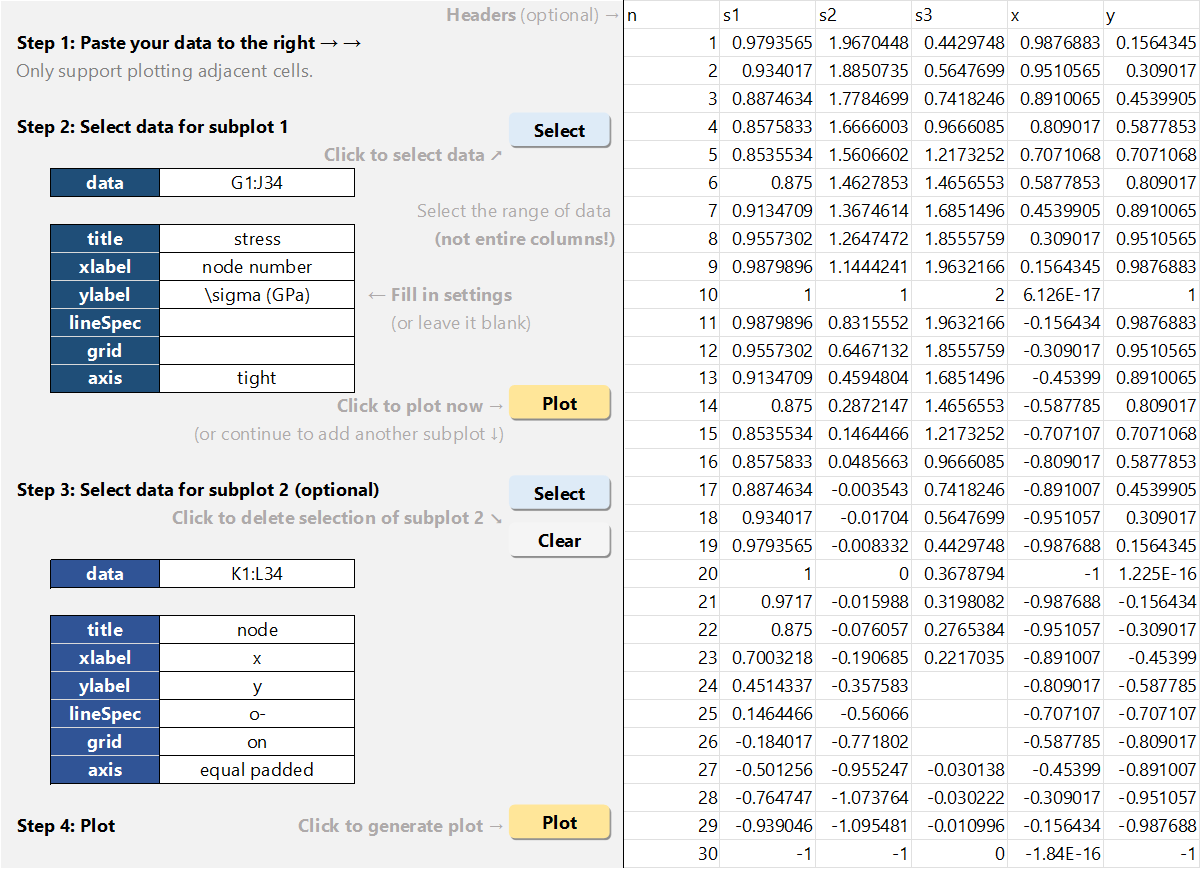 Headers (optional) →
Step 1: Paste your data to the right → →
Only support plotting adjacent cells.
Step 2: Select data for subplot 1
Select
Click to select data ↗
data G1:J34
Select the range of data
(not entire columns!)
title stress
xlabel node number
ylabel \sigma (GPa)
lineSpec
grid
axis tight
← Fill in settings
(or leave it blank)
Click to plot now →
Plot
(or continue to add another subplot ↓)
Step 3: Select data for subplot 2 (optional)
Select
Click to delete selection of subplot 2 ↘
Clear
data K1:L34
title node
xlabel x
ylabel y
lineSpec o-
grid on
axis equal padded
Step 4: Plot
Click to generate plot →
Plot
n s1 s2 s3 x y
1 0.9793565 1.9670448 0.4429748 0.9876883 0.1564345
2 0.934017 1.8850735 0.5647699 0.9510565 0.309017
3 0.8874634 1.7784699 0.7418246 0.8910065 0.4539905
4 0.8575833 1.6666003 0.9666085 0.809017 0.5877853
5 0.8535534 1.5606602 1.2173252 0.7071068 0.7071068
6 0.875 1.4627853 1.4656553 0.5877853 0.809017
7 0.9134709 1.3674614 1.6851496 0.4539905 0.8910065
8 0.9557302 1.2647472 1.8555759 0.309017 0.9510565
9 0.9879896 1.1444241 1.9632166 0.1564345 0.9876883
10 1 1 2 6.126E-17 1
11 0.9879896 0.8315552 1.9632166 -0.156434 0.9876883
12 0.9557302 0.6467132 1.8555759 -0.309017 0.9510565
13 0.9134709 0.4594804 1.6851496 -0.45399 0.8910065
14 0.875 0.2872147 1.4656553 -0.587785 0.809017
15 0.8535534 0.1464466 1.2173252 -0.707107 0.7071068
16 0.8575833 0.0485663 0.9666085 -0.809017 0.5877853
17 0.8874634 -0.003543 0.7418246 -0.891007 0.4539905
18 0.934017 -0.01704 0.5647699 -0.951057 0.309017
19 0.9793565 -0.008332 0.4429748 -0.987688 0.1564345
20 1 0 0.3678794 -1 1.225E-16
21 0.9717 -0.015988 0.3198082 -0.987688 -0.156434
22 0.875 -0.076057 0.2765384 -0.951057 -0.309017
23 0.7003218 -0.190685 0.2217035 -0.891007 -0.45399
24 0.4514337 -0.357583 -0.809017 -0.587785
25 0.1464466 -0.56066 -0.707107 -0.707107
26 -0.184017 -0.771802 -0.587785 -0.809017
27 -0.501256 -0.955247 -0.030138 -0.45399 -0.891007
28 -0.764747 -1.073764 -0.030222 -0.309017 -0.951057
29 -0.939046 -1.095481 -0.010996 -0.156434 -0.987688
30 -1 -1 0 -1.84E-16 -1